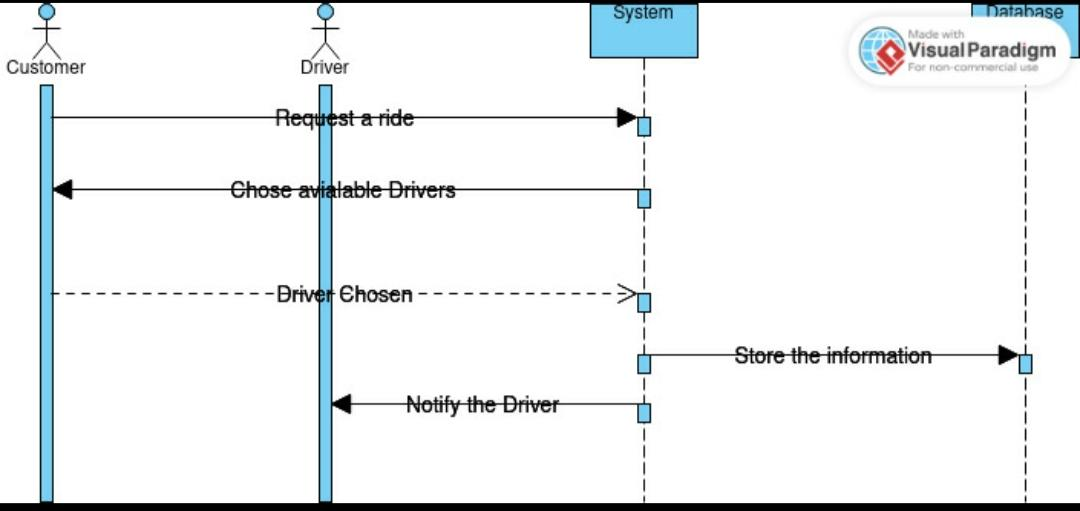 Customer
Driver
System
Database
Made with
Visual Paradigm
For non-commercial use
Request a ride
Chose avialable Drivers
Driver Chosen
Store the information
Notify the Driver